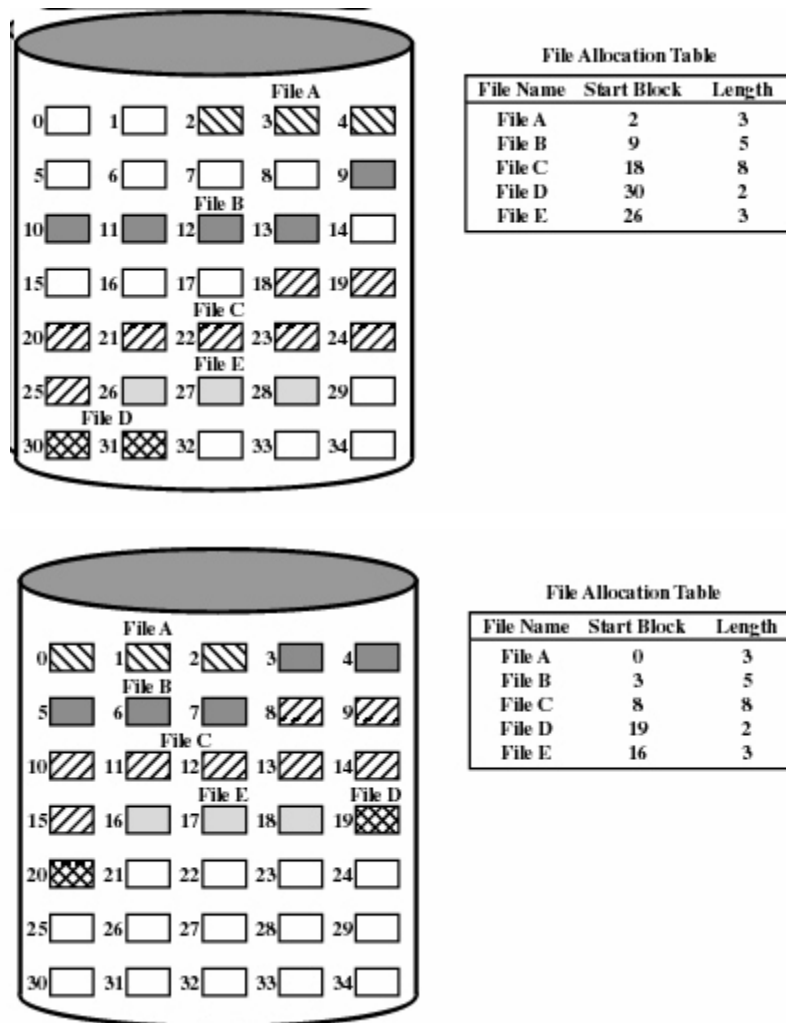 File Allocation Table
File A
File Name Start Block Length
0 1 2 3 4
File A 2 3
File B 9 5
5 6 7 8 9
File C 18 8
File B
File D 30 2
10 11 12 13 14
File E 26 3
15 16 17 18 19
File C
20 21 22 23 24
File E
25 26 27 28 29
File D
30 31 32 33 34
File Allocation Table
File A
File Name Start Block Length
0 1 2 3 4
File A 0 3
File B 3 5
File B
File C 8 8
5 6 7 8 9
File D 19 2
File C
File E 16 3
10 11 12 13 14
File E File D
15 16 17 18 19
20 21 22 23 24
25 26 27 28 29
30 31 32 33 34